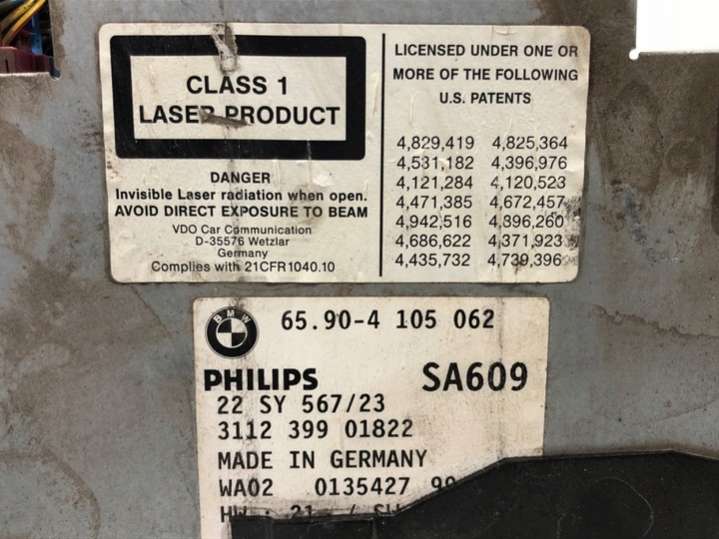 CLASS 1
LASER PRODUCT
DANGER
Invisible Laser radiation when open.
AVOID DIRECT EXPOSURE TO BEAM
VDO Car Communication
D-35576 Wetzlar
Germany
Complies with 21CFR1040.10
LICENSED UNDER ONE OR
MORE OF THE FOLLOWING
U.S. PATENTS
4,829,419 4,825,364
4,531,182 4,396,976
4,121,284 4,120,523
4,471,385 4,672,457
4,942,516 4,396,260
4,686,622 4,371,923
4,435,732 4,739,396
BMW 65.90-4 105 062
PHILIPS SA609
22 SY 567/23
3112 399 01822
MADE IN GERMANY
WA02 0135427
HW : 21 /